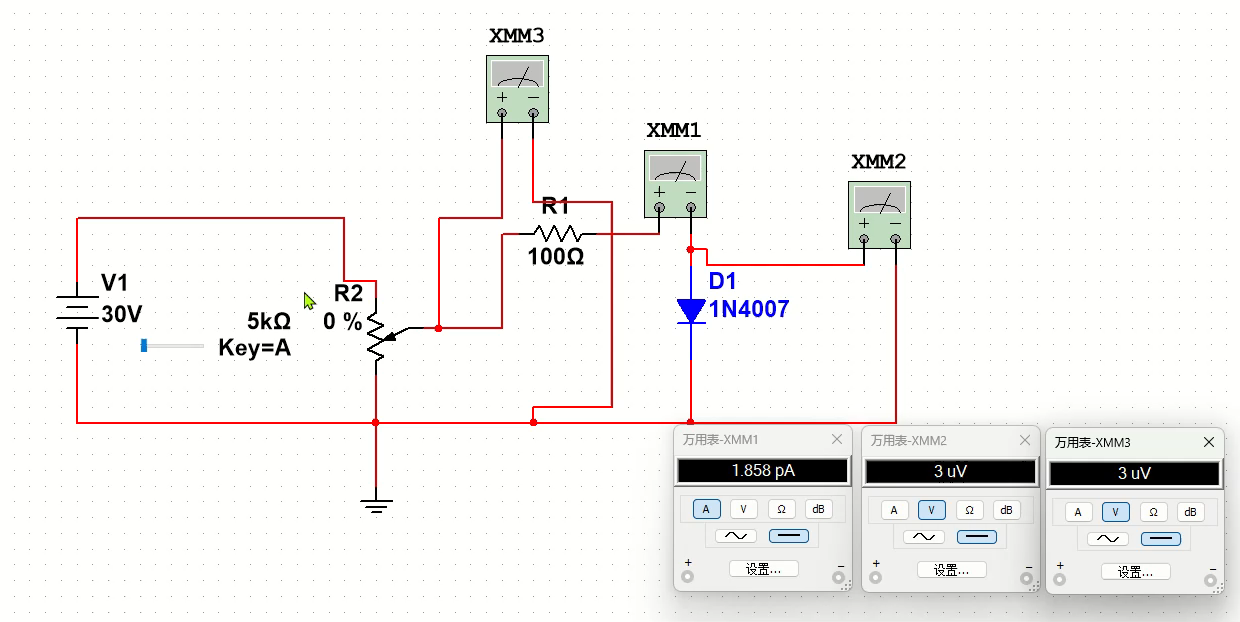 XMM3
+ −
XMM1
+ −
XMM2
+ −
R1
100Ω
V1
30V
R2
5kΩ 0 %
Key=A
D1
1N4007
万用表-XMM1
1.858 pA
A V Ω dB
+ 设置... −
万用表-XMM2
3 uV
A V Ω dB
+ 设置... −
万用表-XMM3
3 uV
A V Ω dB
+ 设置... −